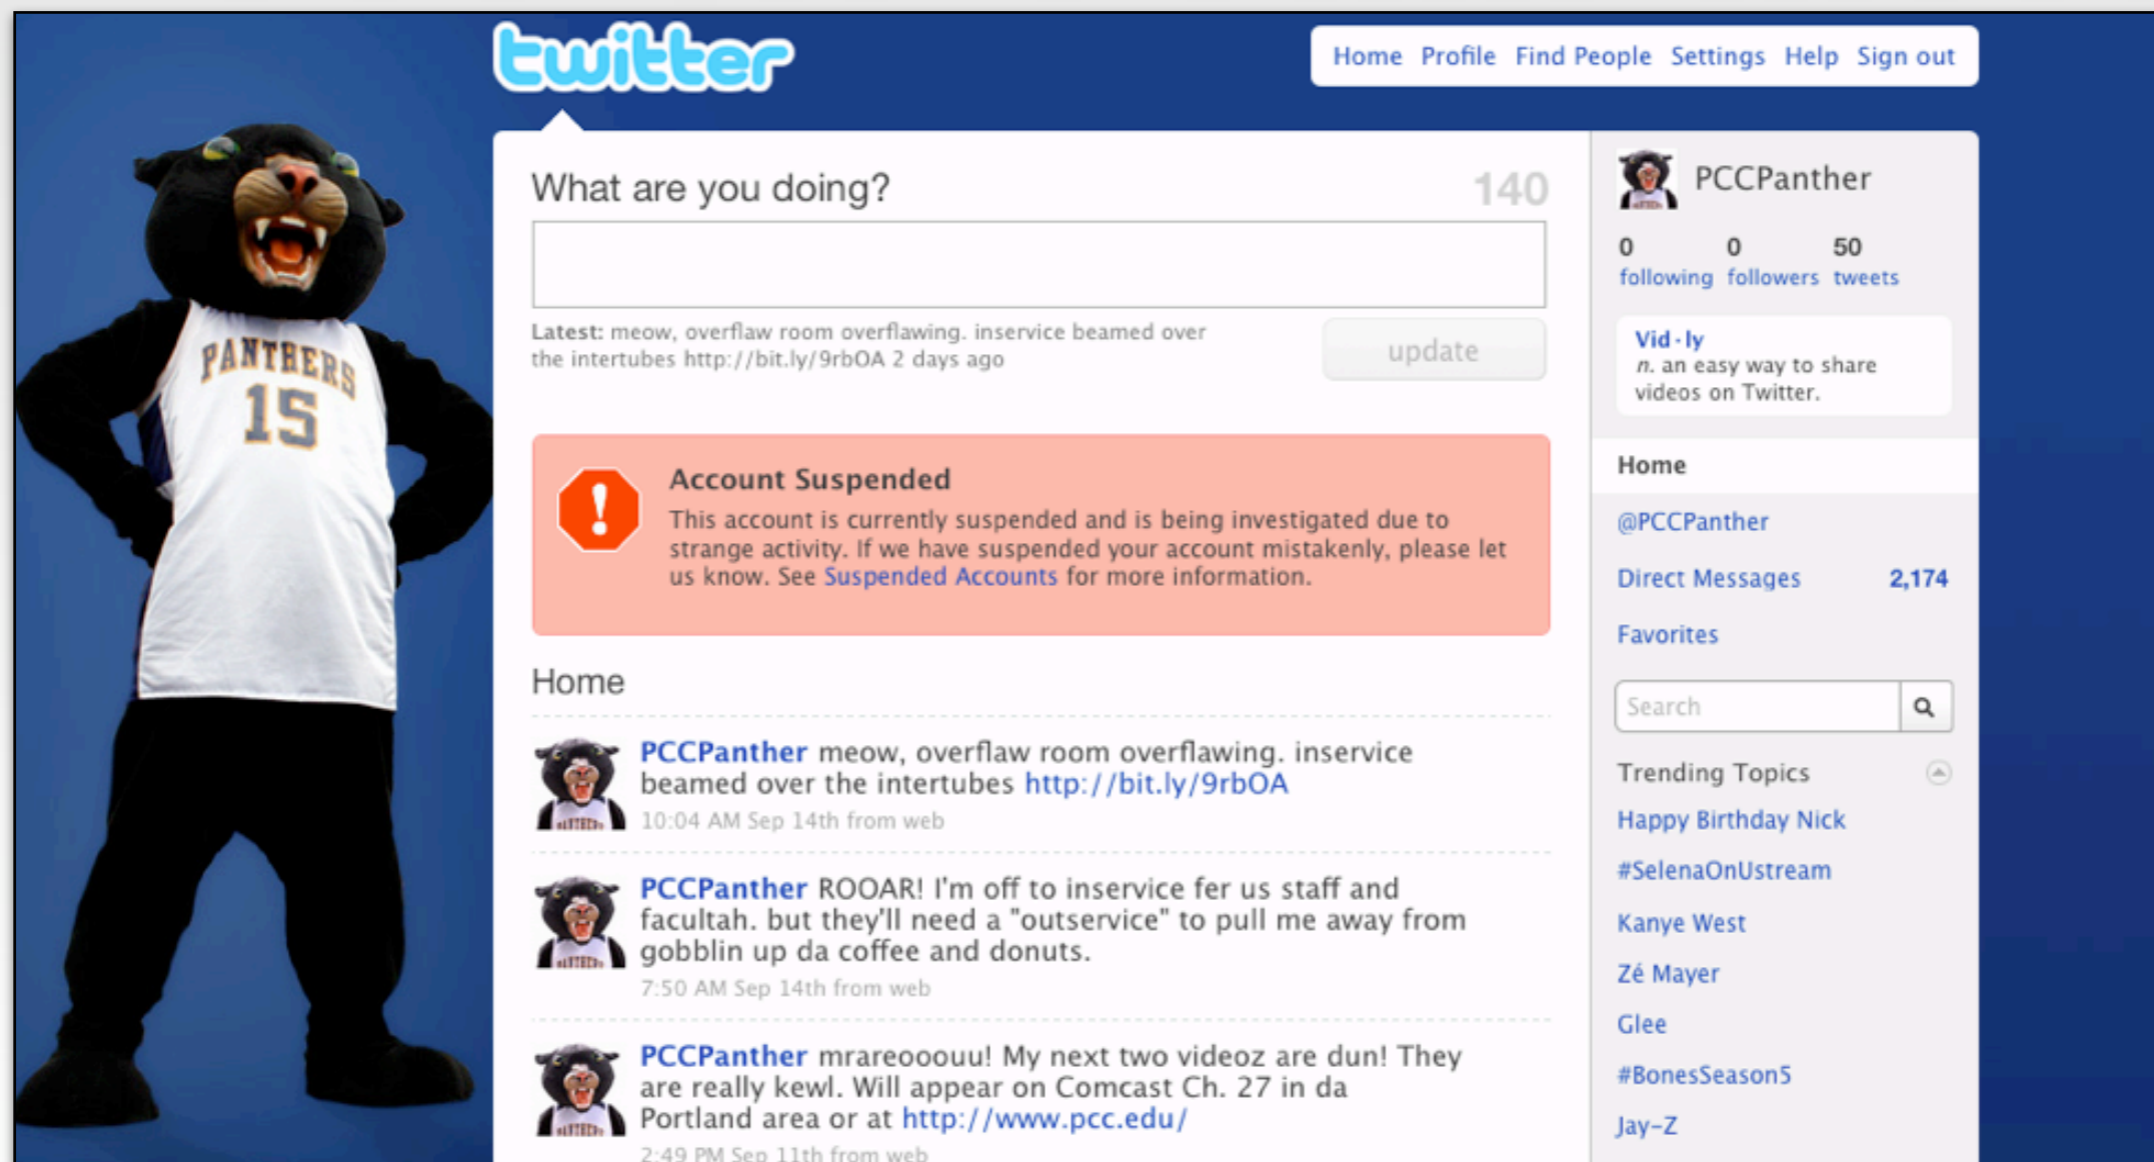 twitter
Home Profile Find People Settings Help Sign out
What are you doing?
140
Latest: meow, overflaw room overflawing. inservice beamed over
the intertubes http://bit.ly/9rbOA 2 days ago
update
Account Suspended
This account is currently suspended and is being investigated due to
strange activity. If we have suspended your account mistakenly, please let
us know. See Suspended Accounts for more information.
Home
PCCPanther meow, overflaw room overflawing. inservice
beamed over the intertubes http://bit.ly/9rbOA
10:04 AM Sep 14th from web
PCCPanther ROOAR! I'm off to inservice fer us staff and
facultah. but they'll need a "outservice" to pull me away from
gobblin up da coffee and donuts.
7:50 AM Sep 14th from web
PCCPanther mrareooouu! My next two videoz are dun! They
are really kewl. Will appear on Comcast Ch. 27 in da
Portland area or at http://www.pcc.edu/
2:49 PM Sep 11th from web
PCCPanther
0 0 50
following followers tweets
Vid·ly
n. an easy way to share
videos on Twitter.
Home
@PCCPanther
Direct Messages 2,174
Favorites
Search
Trending Topics
Happy Birthday Nick
#SelenaOnUstream
Kanye West
Zé Mayer
Glee
#BonesSeason5
Jay-Z
PANTHERS
15